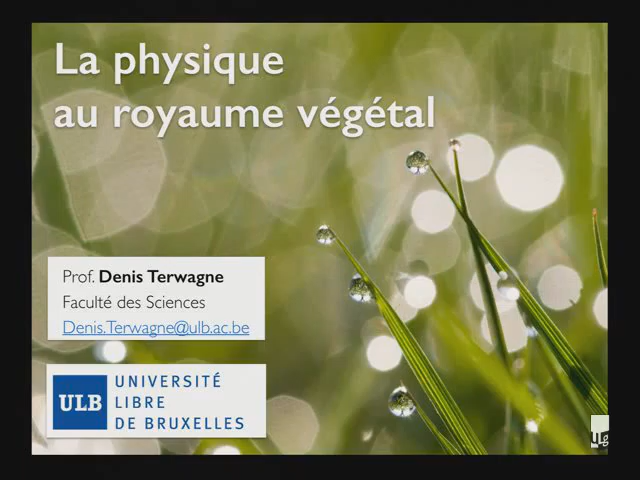 La physique
au royaume végétal
Prof. Denis Terwagne
Faculté des Sciences
Denis.Terwagne@ulb.ac.be
ULB
UNIVERSITÉ
LIBRE
DE BRUXELLES